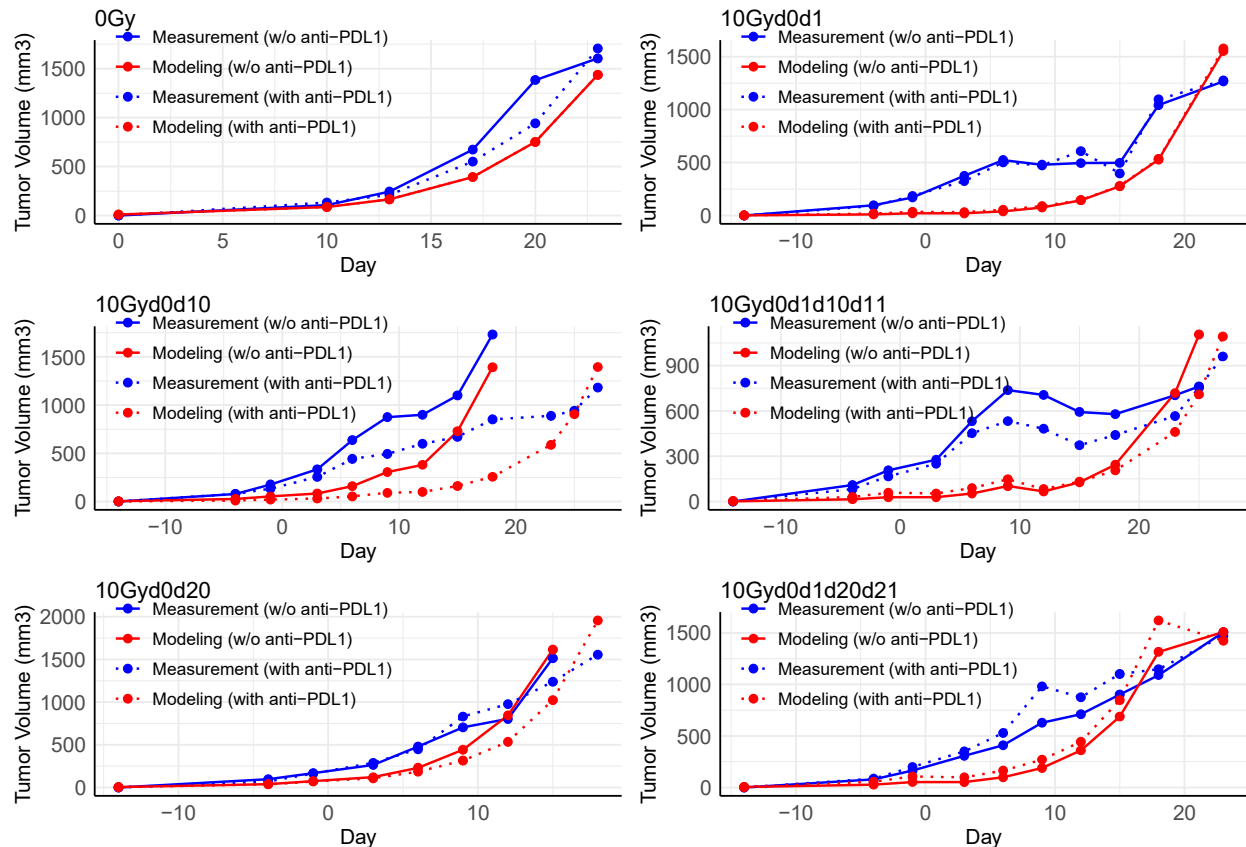 0Gy
Measurement (w/o anti−PDL1)
Modeling (w/o anti−PDL1)
Measurement (with anti−PDL1)
Modeling (with anti−PDL1)
Tumor Volume (mm3)
1500
1000
500
0
0 5 10 15 20
Day
10Gyd0d1
Measurement (w/o anti−PDL1)
Modeling (w/o anti−PDL1)
Measurement (with anti−PDL1)
Modeling (with anti−PDL1)
Tumor Volume (mm3)
1500
1000
500
0
−10 0 10 20
Day
10Gyd0d10
Measurement (w/o anti−PDL1)
Modeling (w/o anti−PDL1)
Measurement (with anti−PDL1)
Modeling (with anti−PDL1)
Tumor Volume (mm3)
1500
1000
500
0
−10 0 10 20
Day
10Gyd0d1d10d11
Measurement (w/o anti−PDL1)
Modeling (w/o anti−PDL1)
Measurement (with anti−PDL1)
Modeling (with anti−PDL1)
Tumor Volume (mm3)
900
600
300
0
−10 0 10 20
Day
10Gyd0d20
Measurement (w/o anti−PDL1)
Modeling (w/o anti−PDL1)
Measurement (with anti−PDL1)
Modeling (with anti−PDL1)
Tumor Volume (mm3)
2000
1500
1000
500
0
−10 0 10
Day
10Gyd0d1d20d21
Measurement (w/o anti−PDL1)
Modeling (w/o anti−PDL1)
Measurement (with anti−PDL1)
Modeling (with anti−PDL1)
Tumor Volume (mm3)
1500
1000
500
0
−10 0 10 20
Day